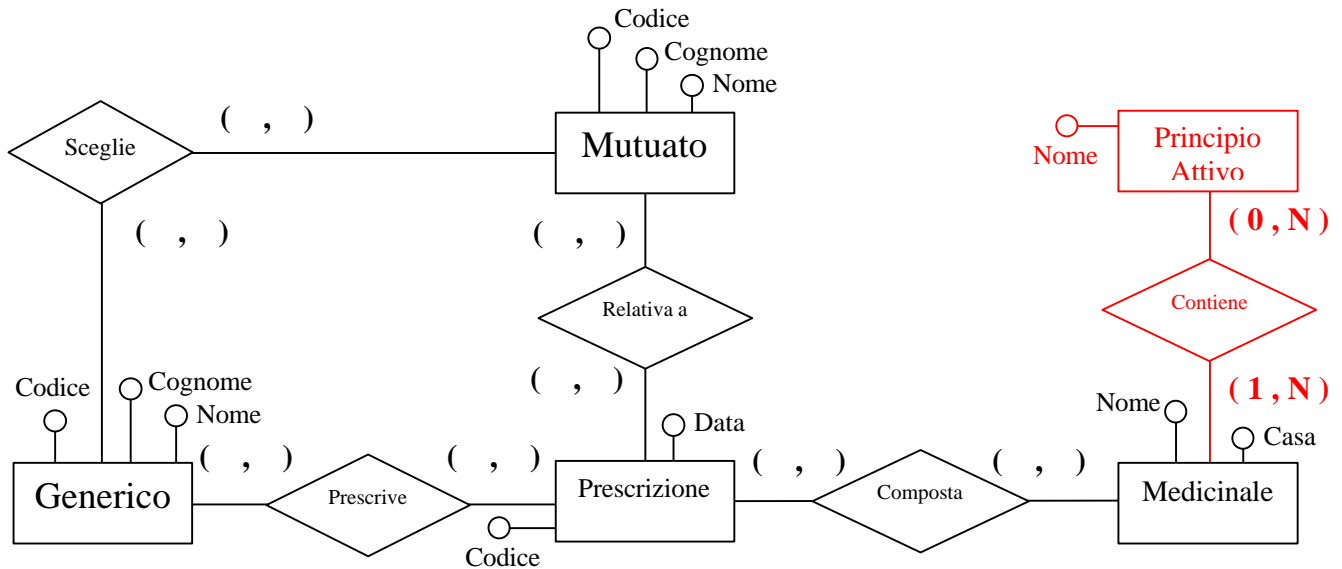 Codice
Cognome
Nome
Mutuato
( , )
Sceglie
( , )
( , )
Nome
Principio
Attivo
( 0 , N )
Relativa a
Contiene
( , )
( 1 , N )
Codice
Cognome
Nome
Generico
( , )
Prescrive
( , )
Data
Prescrizione
Codice
( , )
Composta
( , )
Nome
Casa
Medicinale